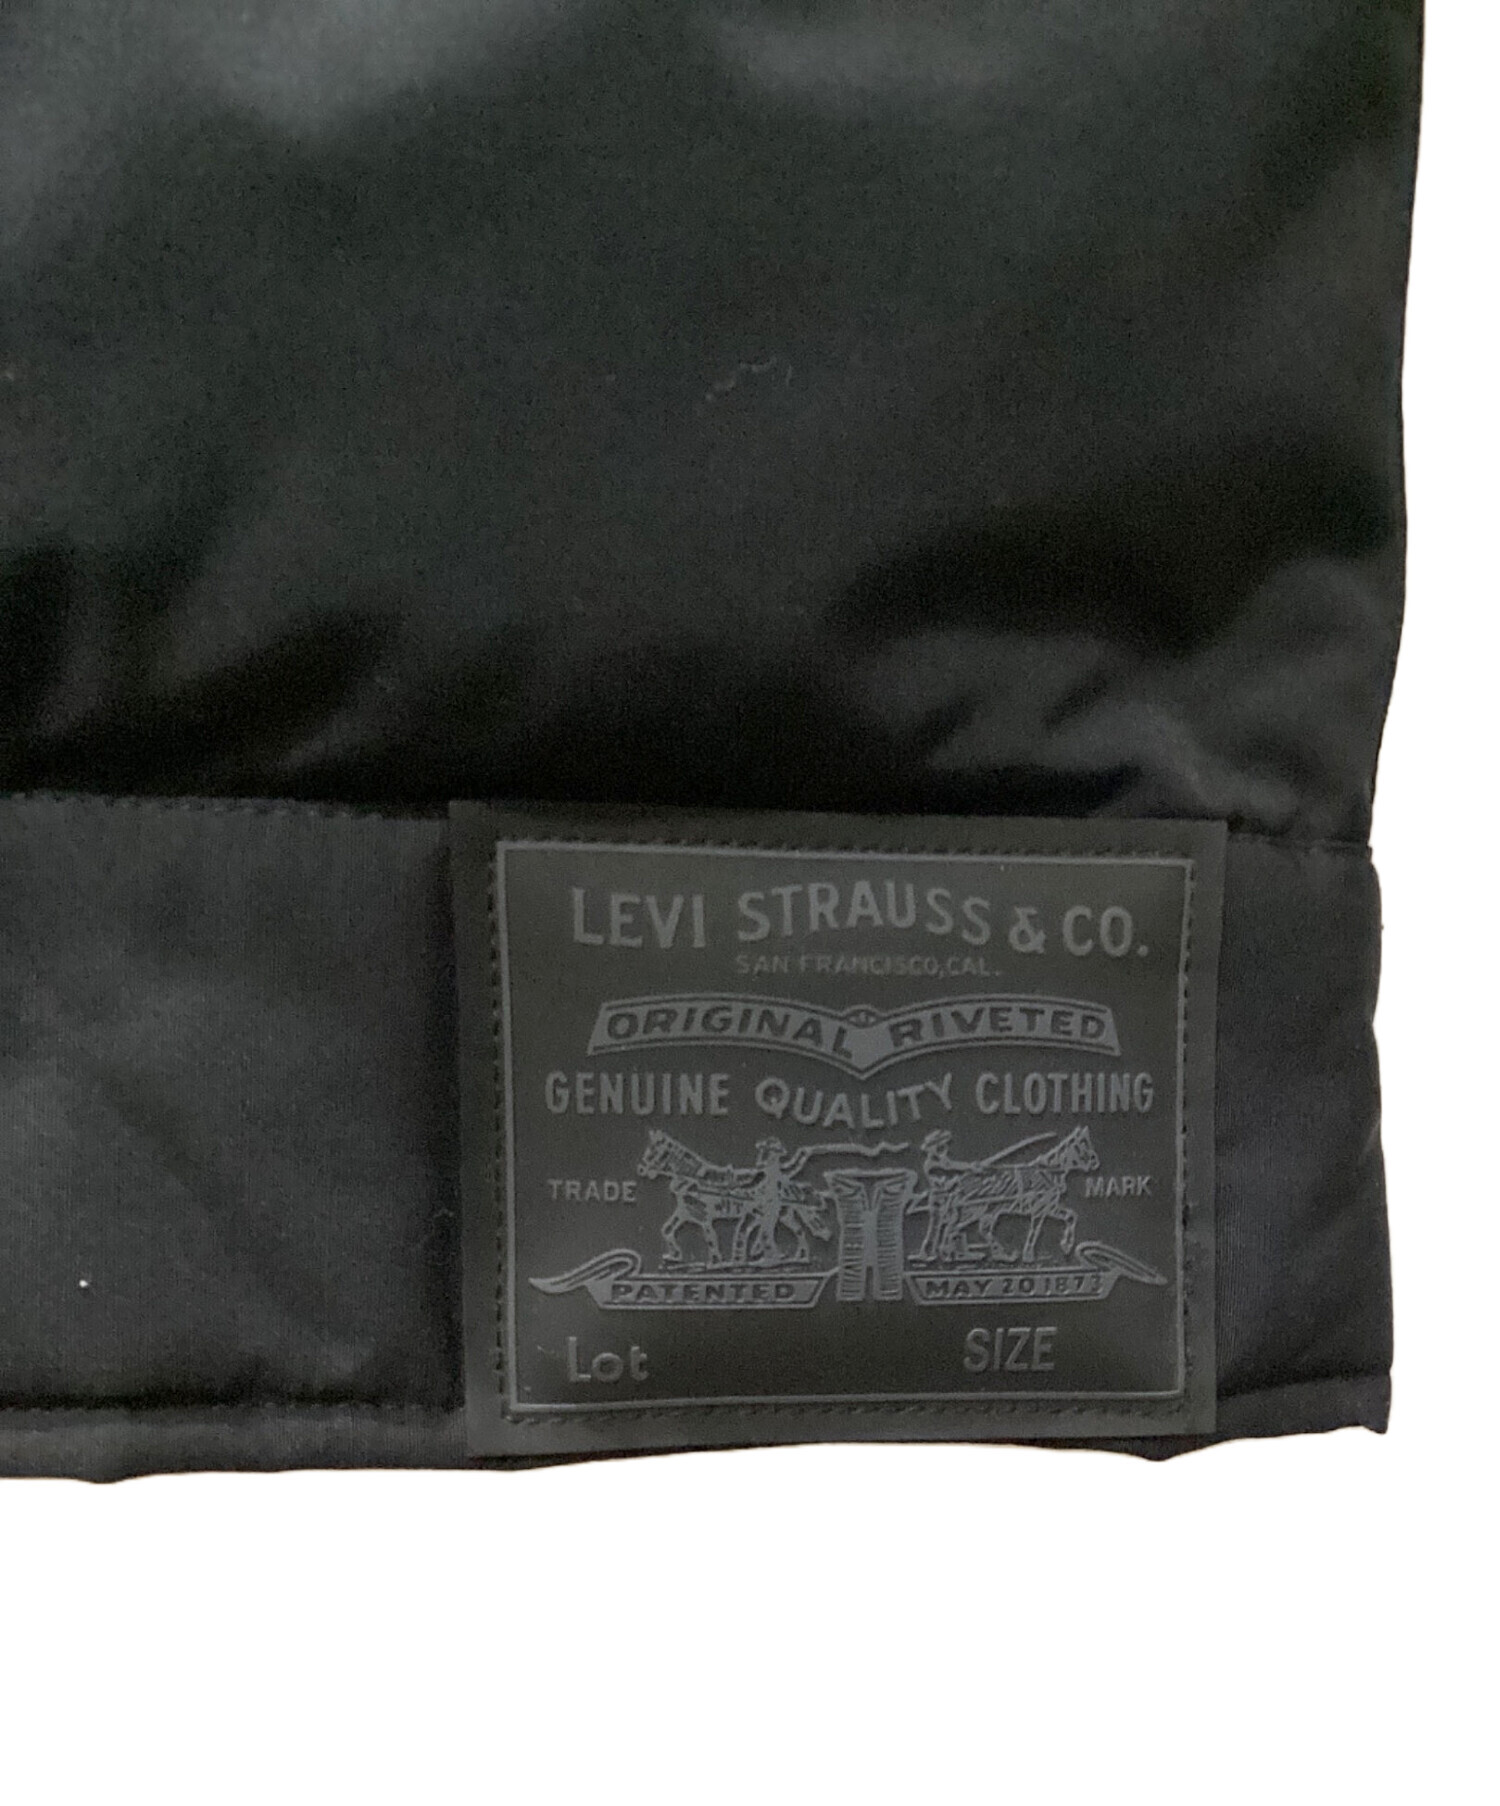 LEVI STRAUSS & CO.
SAN FRANCISCO, CAL.
ORIGINAL RIVETED
GENUINE QUALITY CLOTHING
TRADE MARK
PATENTED MAY 20 1873
Lot SIZE